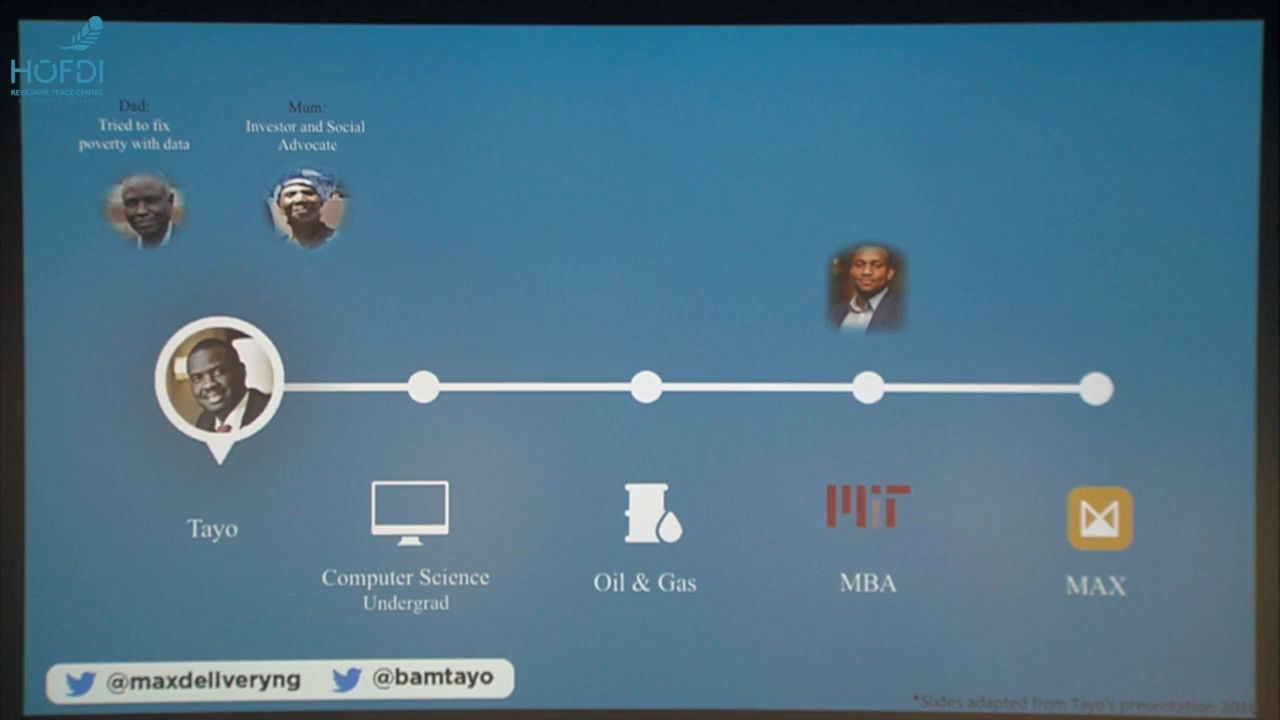 HÖFDI
REYKJAVÍK PEACE CENTRE
Dad:
Tried to fix
poverty with data
Mum:
Investor and Social
Advocate
Tayo
Computer Science
Undergrad
Oil & Gas
MiT
MBA
MAX
@maxdeliveryng @bamtayo
*Slides adapted from Tayo's presentation